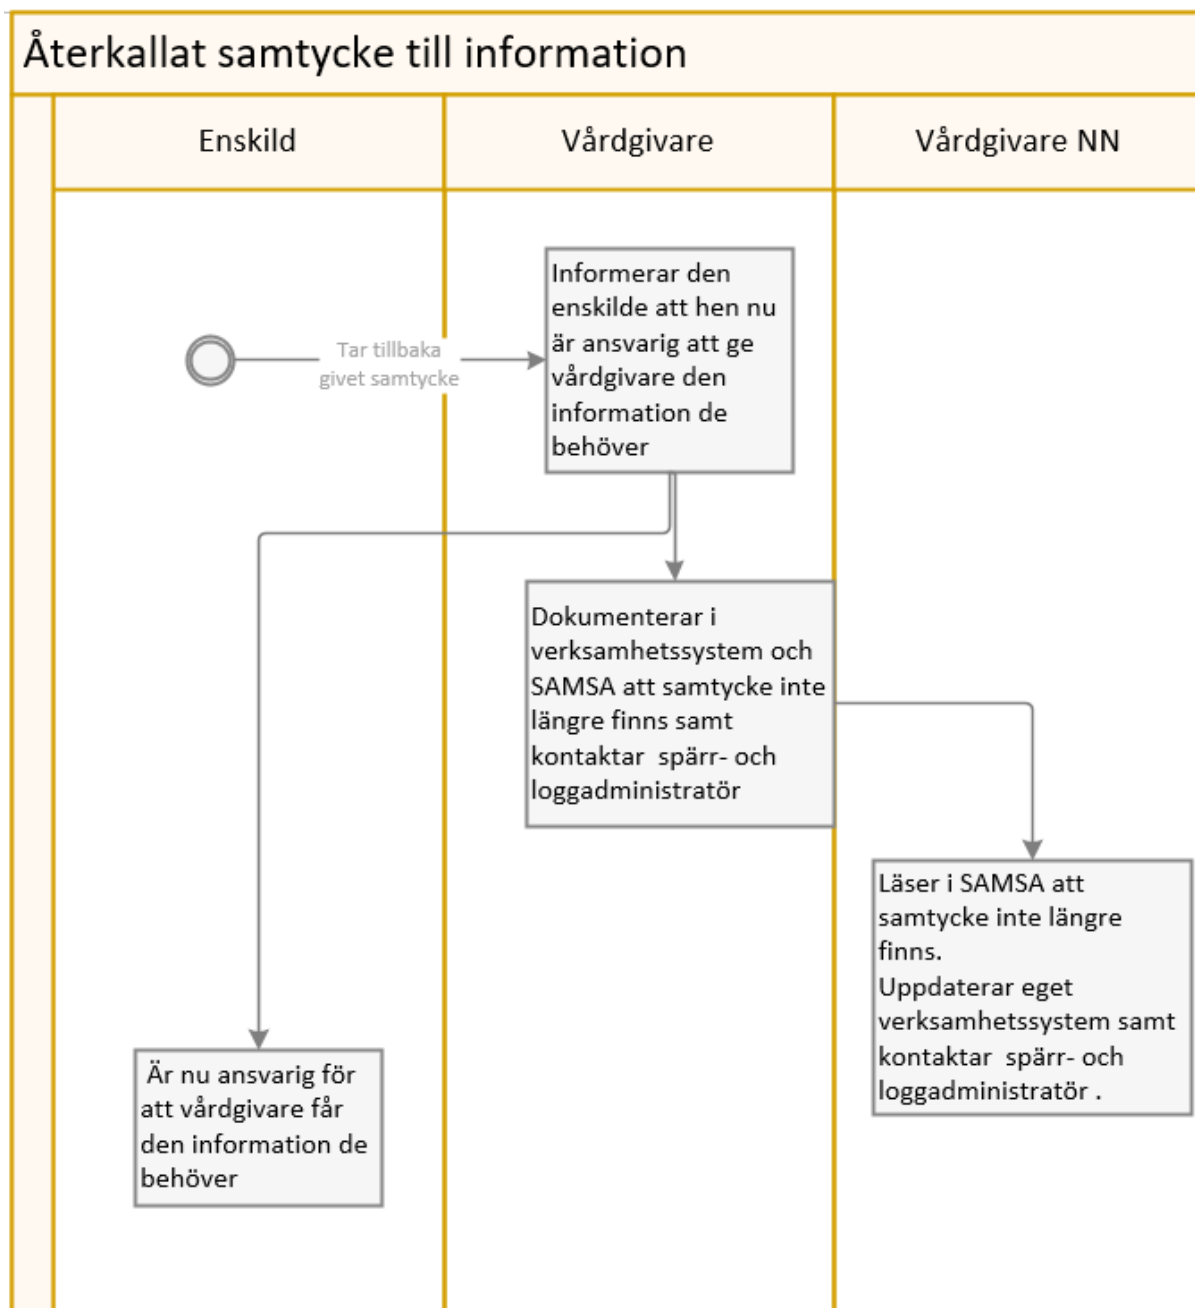 Återkallat samtycke till information
Enskild
Vårdgivare
Vårdgivare NN
Tar tillbaka
givet samtycke
Informerar den
enskilde att hen nu
är ansvarig att ge
vårdgivare den
information de
behöver
Dokumenterar i
verksamhetssystem och
SAMSA att samtycke inte
längre finns samt
kontaktar  spärr- och
loggadministratör
Läser i SAMSA att
samtycke inte längre
finns.
Uppdaterar eget
verksamhetssystem samt
kontaktar  spärr- och
loggadministratör .
Är nu ansvarig för
att vårdgivare får
den information de
behöver